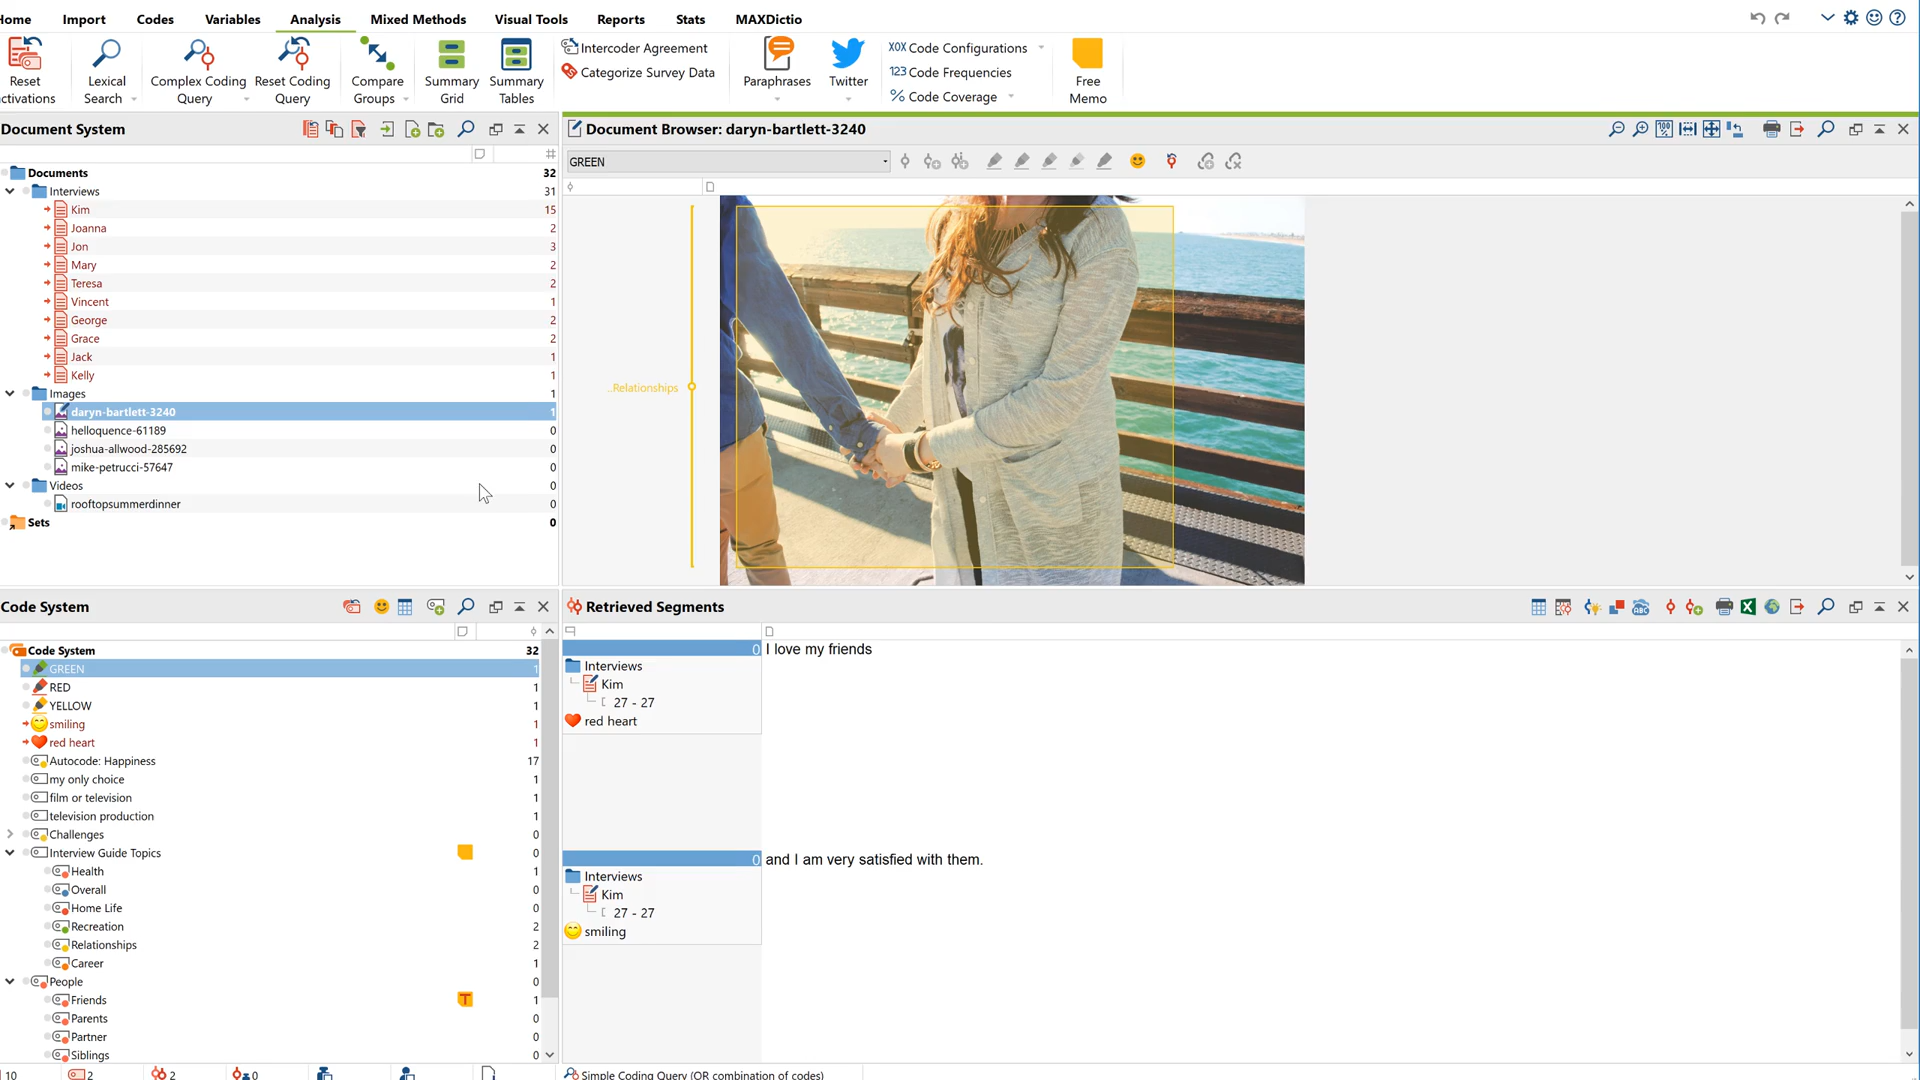 Home Import Codes Variables Analysis Mixed Methods Visual Tools Reports Stats MAXDictio
Reset
Activations
Lexical
Search
Complex Coding
Query
Reset Coding
Query
Compare
Groups
Summary
Grid
Summary
Tables
Intercoder Agreement
Categorize Survey Data
Paraphrases
Twitter
XOX Code Configurations
123 Code Frequencies
% Code Coverage
Free
Memo
Document System
Documents 32
Interviews 31
Kim 15
Joanna 2
Jon 3
Mary 2
Teresa 2
Vincent 1
George 2
Grace 2
Jack 1
Kelly 1
Images 1
daryn-bartlett-3240 1
helloquence-61189 0
joshua-allwood-285692 0
mike-petrucci-57647 0
Videos 0
rooftopsummerdinner 0
Sets 0
Document Browser: daryn-bartlett-3240
GREEN
..Relationships
Code System
Code System 32
GREEN 1
RED 1
YELLOW 1
smiling 1
red heart 1
Autocode: Happiness 17
my only choice 1
film or television 1
television production 1
Challenges 0
Interview Guide Topics 0
Health 1
Overall 0
Home Life 0
Recreation 2
Relationships 2
Career 1
People 0
Friends 1
Parents 0
Partner 0
Siblings 0
Retrieved Segments
0 I love my friends
Interviews
Kim
27 - 27
red heart
0 and I am very satisfied with them.
Interviews
Kim
27 - 27
smiling
10 2 2 0 Simple Coding Query (OR combination of codes)